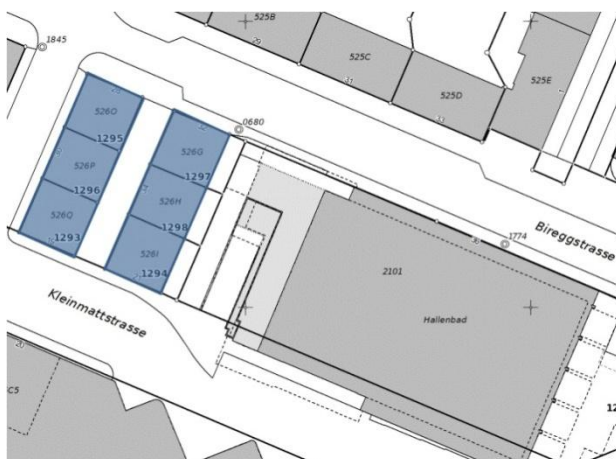 525B
1845
525C
525D
525E
33
526O
0680
1295
526G
526P
1297
1296
526H
526Q
1298
1293
1774
Bireggstrasse
526I
2101
1294
Kleinmattstrasse
Hallenbad